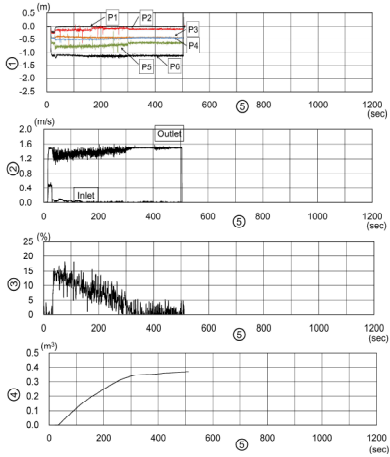 (m)
0.5
0.0
-0.5
-1.0
-1.5
-2.0
-2.5
①
P1
P2
P3
P4
P5
P6
0 200 400 600 800 1000 1200
⑤
(sec)
(m/s)
2.0
1.6
1.2
0.8
0.4
0.0
②
Outlet
Inlet
0 200 400 600 800 1000 1200
⑤
(sec)
(%)
25
20
15
10
5
0
③
0 200 400 600 800 1000 1200
⑤
(sec)
(m³)
0.5
0.4
0.3
0.2
0.1
0.0
④
0 200 400 600 800 1000 1200
⑤
(sec)